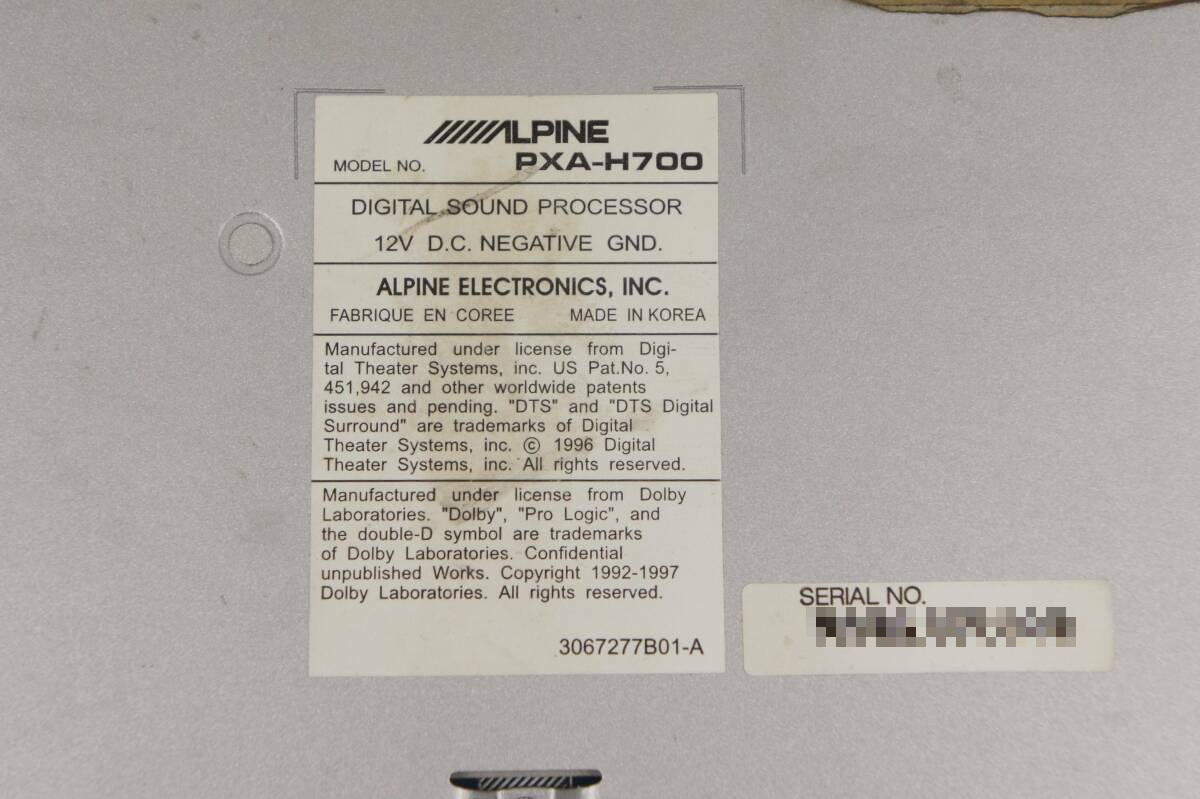 ALPINE
MODEL NO. PXA-H700
DIGITAL SOUND PROCESSOR
12V D.C. NEGATIVE GND.
ALPINE ELECTRONICS, INC.
FABRIQUE EN COREE MADE IN KOREA
Manufactured under license from Digi-
tal Theater Systems, inc. US Pat.No. 5,
451,942 and other worldwide patents
issues and pending. "DTS" and "DTS Digital
Surround" are trademarks of Digital
Theater Systems, inc. © 1996 Digital
Theater Systems, inc. All rights reserved.
Manufactured under license from Dolby
Laboratories. "Dolby", "Pro Logic", and
the double-D symbol are trademarks
of Dolby Laboratories. Confidential
unpublished Works. Copyright 1992-1997
Dolby Laboratories. All rights reserved.
3067277B01-A
SERIAL NO.